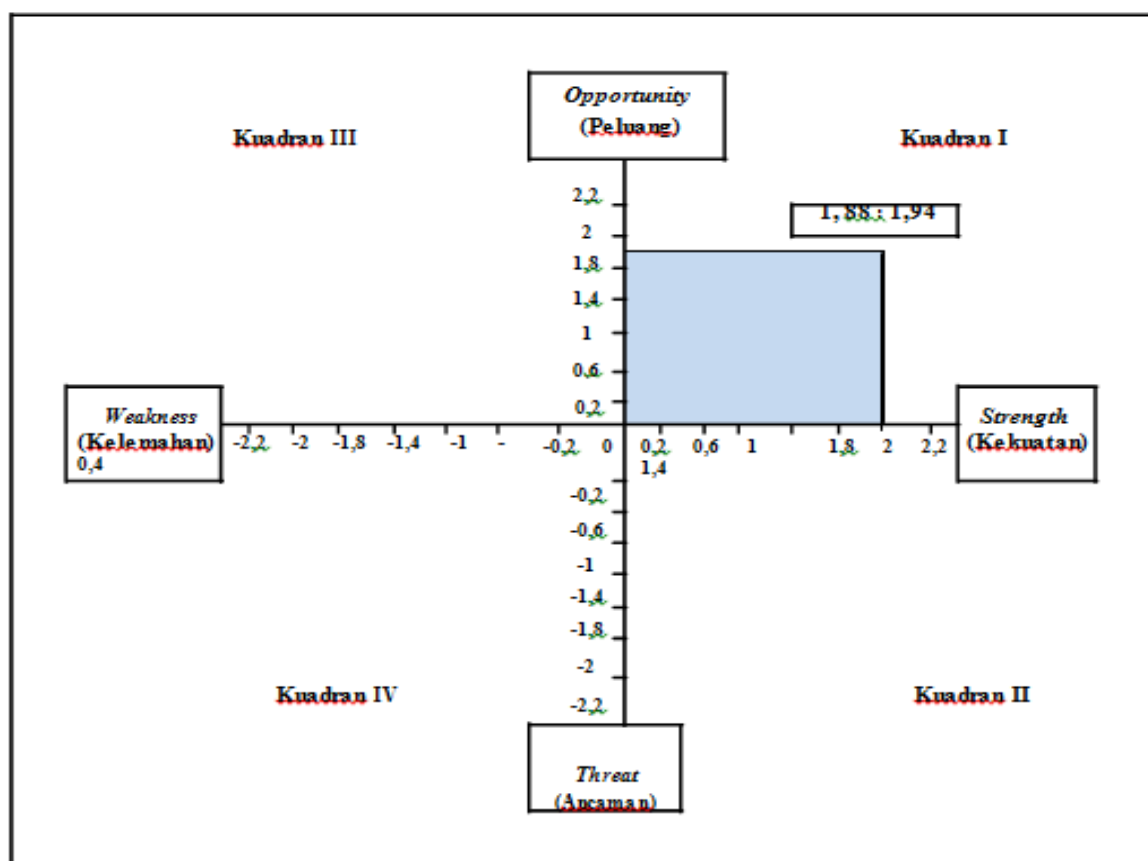 Opportunity
(Peluang)
Kuadran III
Kuadran I
1, 88 : 1,94
2,2
2
1,8
1,4
1
0,6
0,2
Weakness
(Kelemahan)
0,4
-2,2 -2 -1,8 -1,4 -1 - -0,2 0 0,2 0,6 1 1,8 2 2,2
1,4
Strength
(Kekuatan)
-0,2
-0,6
-1
-1,4
-1,8
-2
-2,2
Kuadran IV
Kuadran II
Threat
(Ancaman)